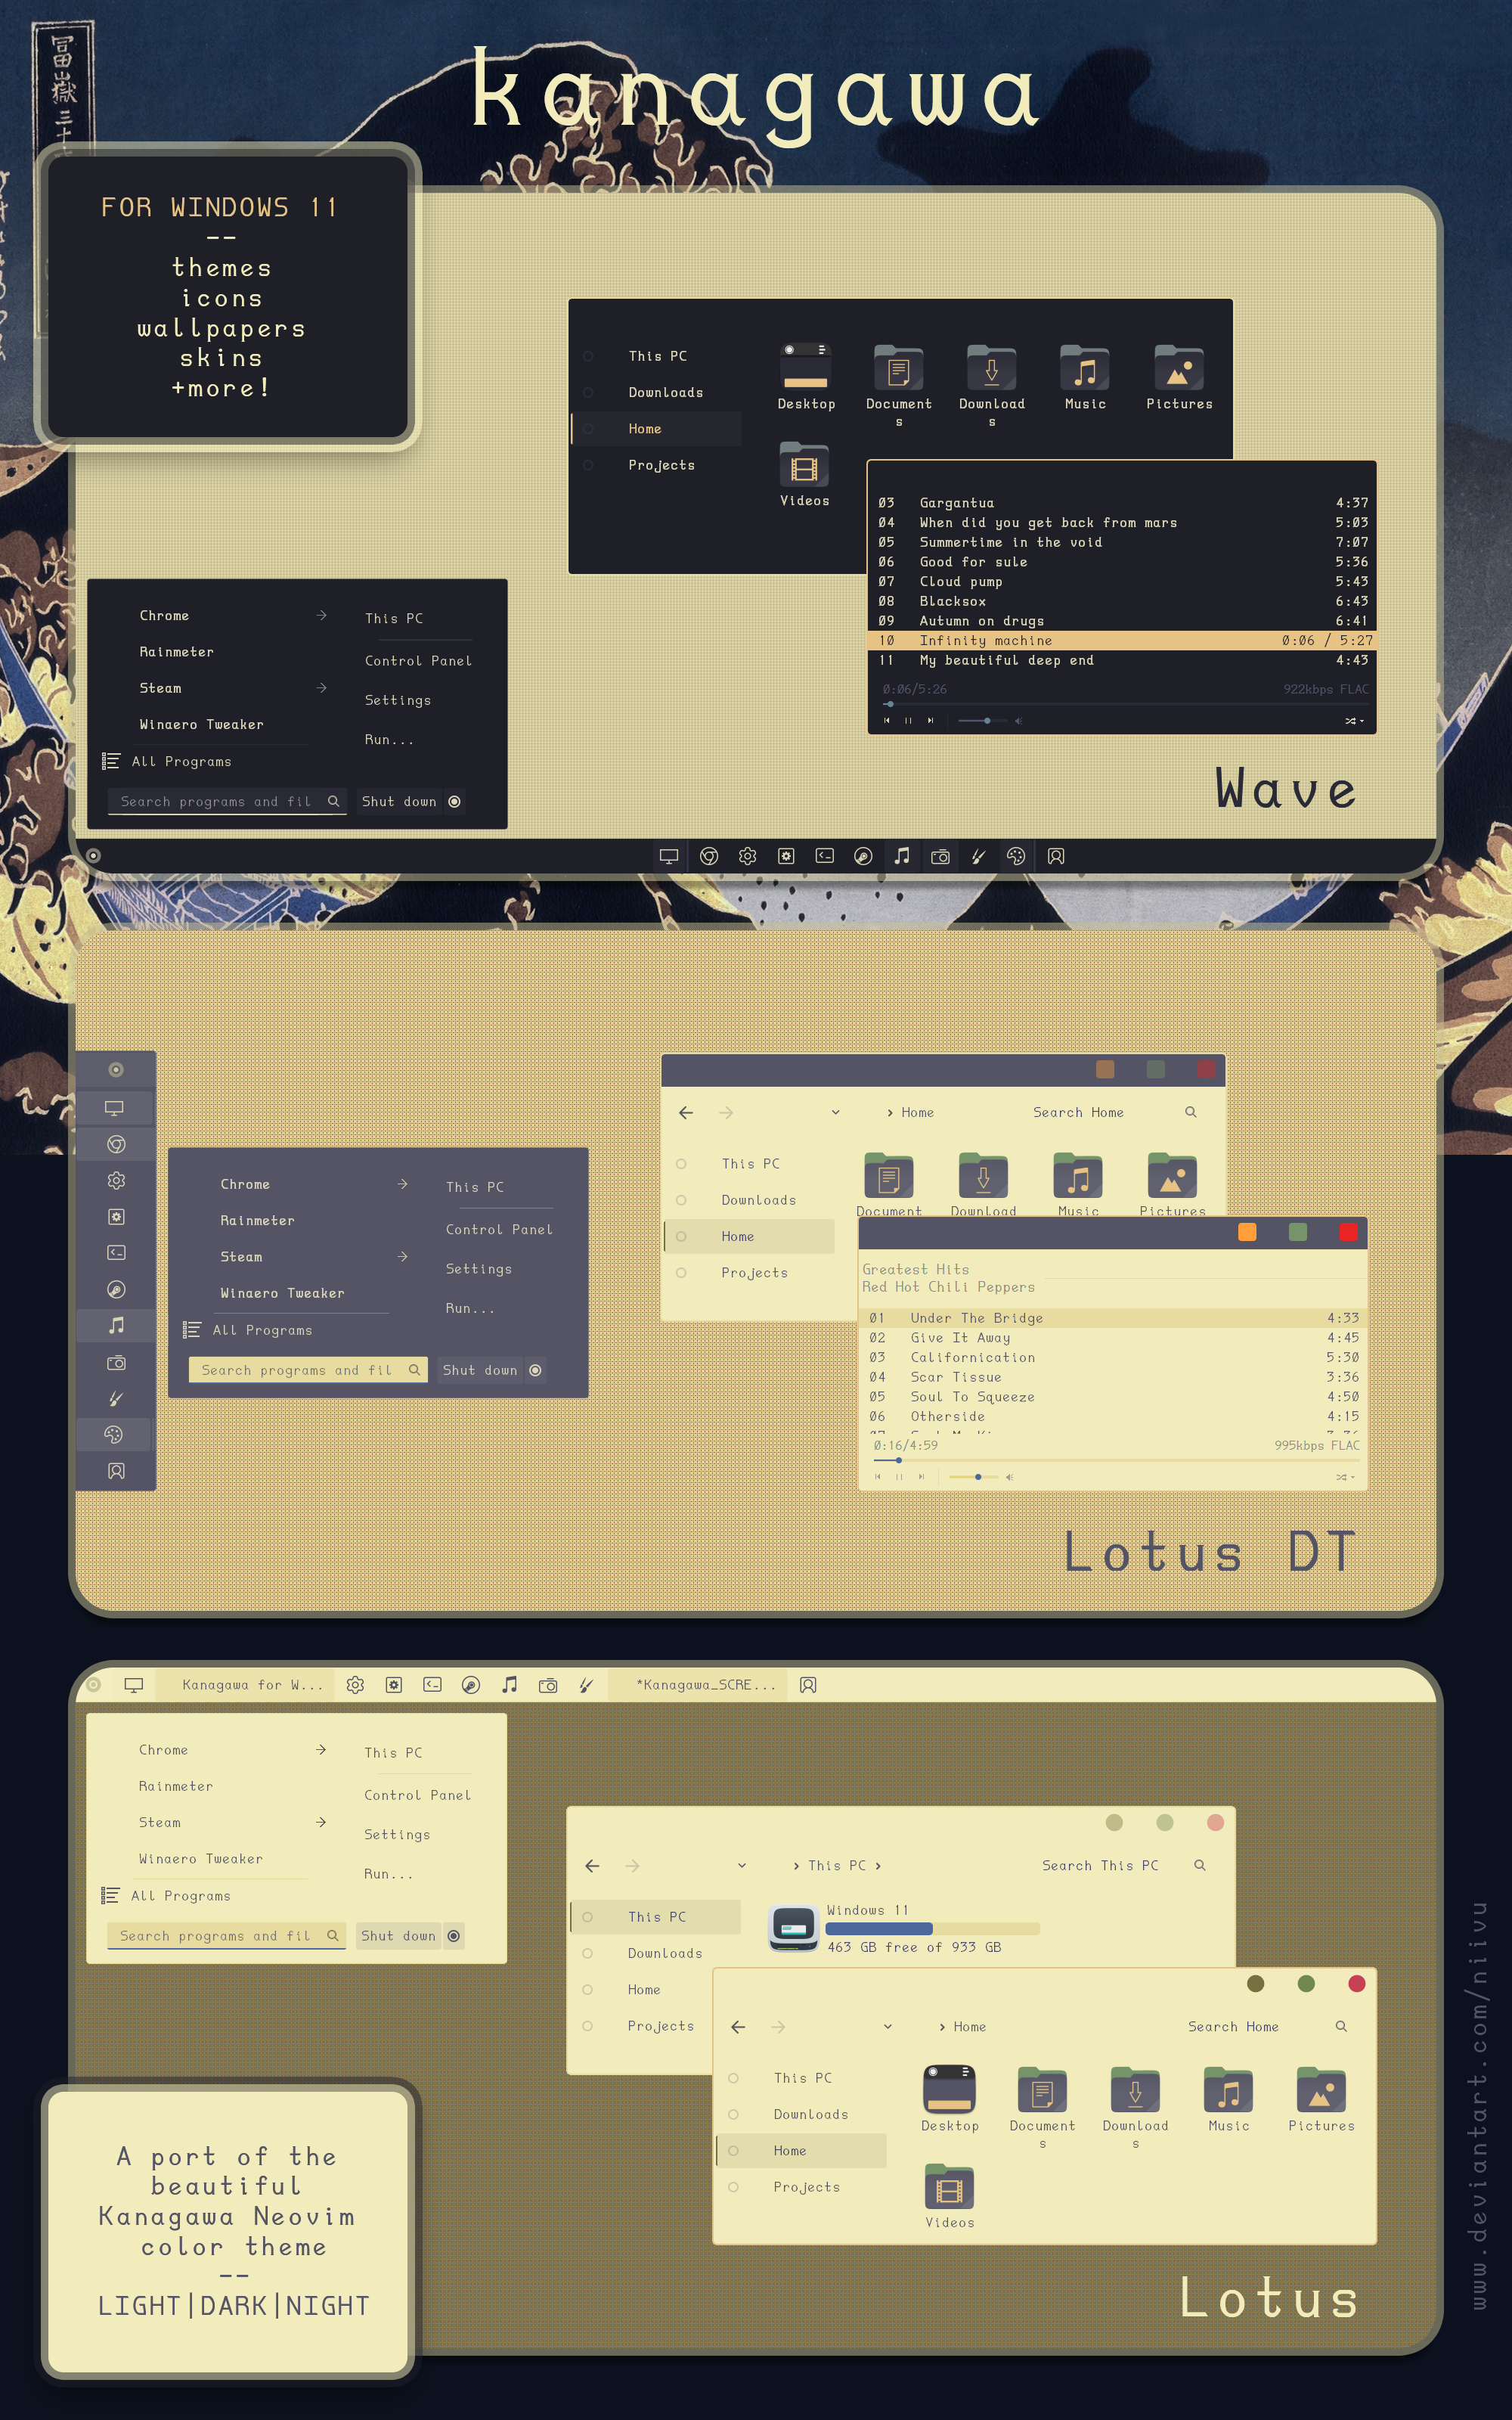 kanagawa
冨嶽三十
FOR WINDOWS 11
--
themes
icons
wallpapers
skins
+more!
This PC
Downloads
Home
Projects
Desktop
Document
s
Download
s
Music
Pictures
Videos
03 Gargantua 4:37
04 When did you get back from mars 5:03
05 Summertime in the void 7:07
06 Good for sule 5:36
07 Cloud pump 5:43
08 Blacksox 6:43
09 Autumn on drugs 6:41
10 Infinity machine 0:06 / 5:27
11 My beautiful deep end 4:43
0:06/5:26 922kbps FLAC
Chrome
Rainmeter
Steam
Winaero Tweaker
All Programs
Search programs and fil
This PC
Control Panel
Settings
Run...
Shut down
Wave
Chrome
Rainmeter
Steam
Winaero Tweaker
All Programs
Search programs and fil
This PC
Control Panel
Settings
Run...
Shut down
Home
Search Home
This PC
Downloads
Home
Projects
Document
Download
Music
Pictures
Greatest Hits
Red Hot Chili Peppers
01 Under The Bridge 4:33
02 Give It Away 4:45
03 Californication 5:30
04 Scar Tissue 3:36
05 Soul To Squeeze 4:50
06 Otherside 4:15
0:16/4:59 995kbps FLAC
Lotus DT
Kanagawa for W...
*Kanagawa_SCRE...
Chrome
Rainmeter
Steam
Winaero Tweaker
All Programs
Search programs and fil
This PC
Control Panel
Settings
Run...
Shut down
This PC
Search This PC
This PC
Downloads
Home
Projects
Windows 11
463 GB free of 933 GB
Home
Search Home
This PC
Downloads
Home
Projects
Desktop
Document
s
Download
s
Music
Pictures
Videos
Lotus
A port of the
beautiful
Kanagawa Neovim
color theme
--
LIGHT|DARK|NIGHT
www.deviantart.com/niivu